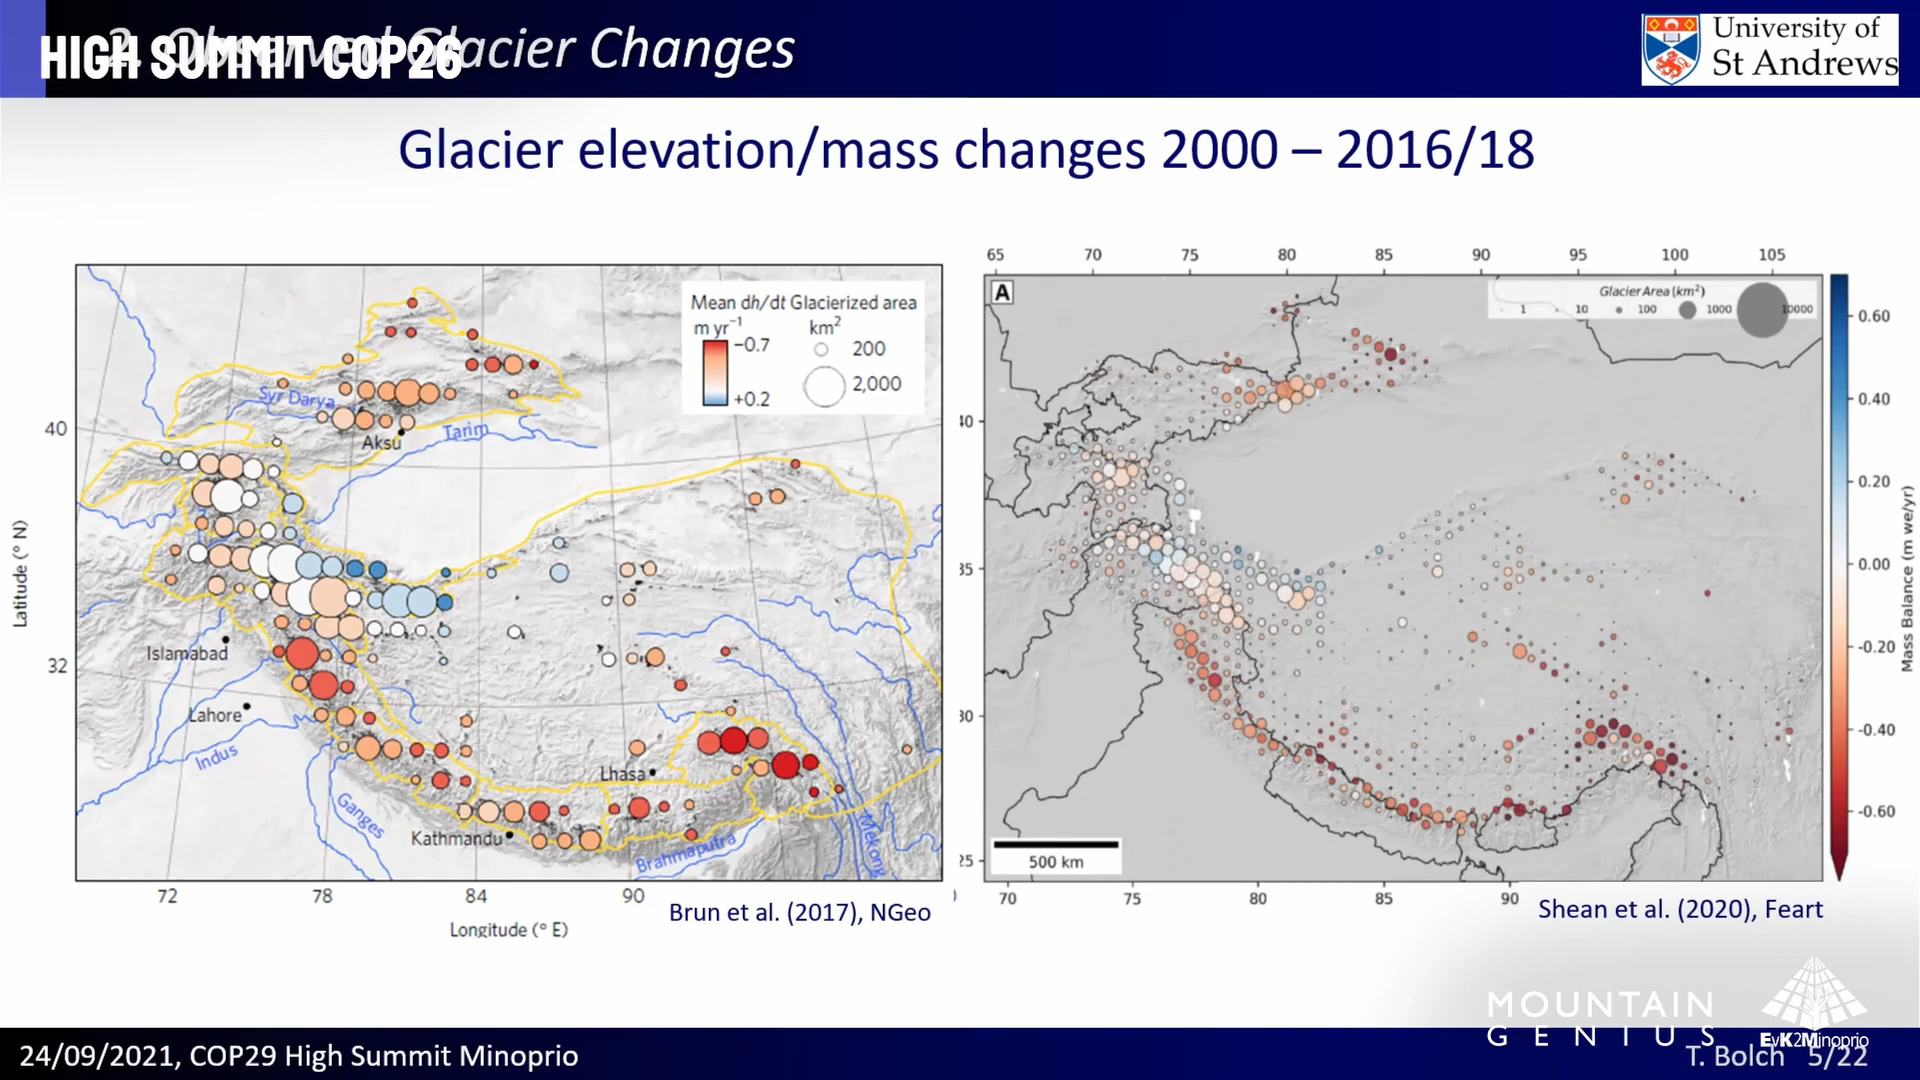 2. Observed Glacier Changes
HIGH SUMMIT COP26
University of
St Andrews
Glacier elevation/mass changes 2000 – 2016/18
Mean dh/dt Glacierized area
m yr⁻¹ km²
−0.7 200
+0.2 2,000
Syr Darya
Aksu
Tarim
Islamabad
Lahore
Indus
Lhasa
Ganges
Kathmandu
Brahmaputra
Mekong
40
32
Latitude (° N)
72 78 84 90
Longitude (° E)
Brun et al. (2017), NGeo
65 70 75 80 85 90 95 100 105
A
Glacier Area (km²)
1 10 100 1000 10000
40
35
30
25
500 km
70 75 80 85 90
0.60
0.40
0.20
0.00
-0.20
-0.40
-0.60
Mass Balance (m we/yr)
Shean et al. (2020), Feart
MOUNTAIN
GENIUS
EvK2Minoprio
24/09/2021, COP29 High Summit Minoprio
T. Bolch 5/22